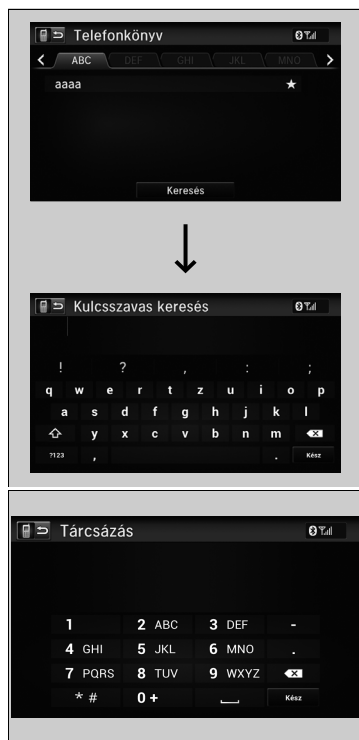 Telefonkönyv
ABC DEF GHI JKL MNO
aaaa
Keresés
Kulcsszavas keresés
! ? , : ;
q w e r t z u i o p
a s d f g h j k l
y x c v b n m
?123 , . Kész
Tárcsázás
1 2 ABC 3 DEF -
4 GHI 5 JKL 6 MNO .
7 PQRS 8 TUV 9 WXYZ
* # 0 + Kész